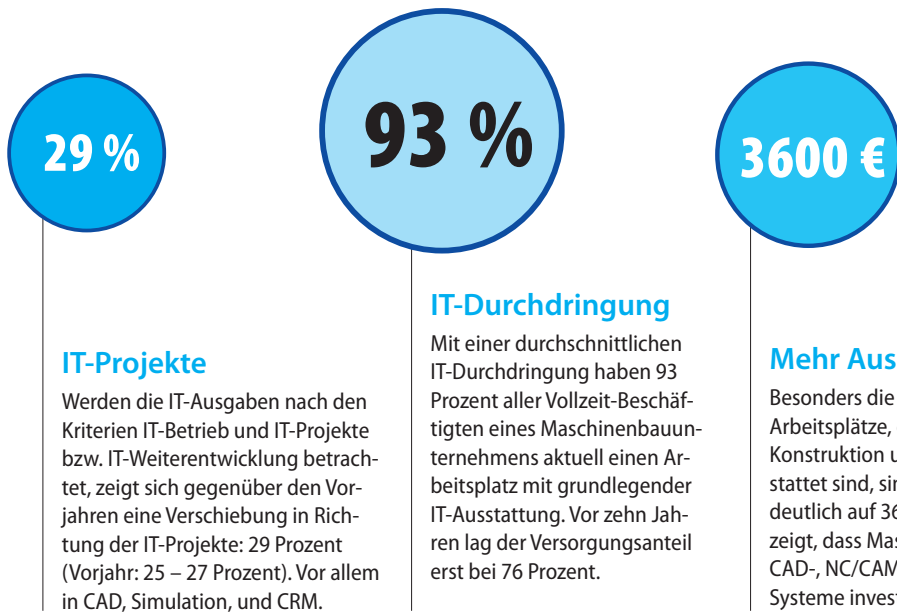 29 %
93 %
3600 €
IT-Projekte
Werden die IT-Ausgaben nach den
Kriterien IT-Betrieb und IT-Projekte
bzw. IT-Weiterentwicklung betrach-
tet, zeigt sich gegenüber den Vor-
jahren eine Verschiebung in Rich-
tung der IT-Projekte: 29 Prozent
(Vorjahr: 25 – 27 Prozent). Vor allem
in CAD, Simulation, und CRM.
IT-Durchdringung
Mit einer durchschnittlichen
IT-Durchdringung haben 93
Prozent aller Vollzeit-Beschäf-
tigten eines Maschinenbauun-
ternehmens aktuell einen Ar-
beitsplatz mit grundlegender
IT-Ausstattung. Vor zehn Jah-
ren lag der Versorgungsanteil
erst bei 76 Prozent.
Mehr Aus
Besonders die
Arbeitsplätze,
Konstruktion u
stattet sind, sin
deutlich auf 36
zeigt, dass Mas
CAD-, NC/CAM
Systeme invest